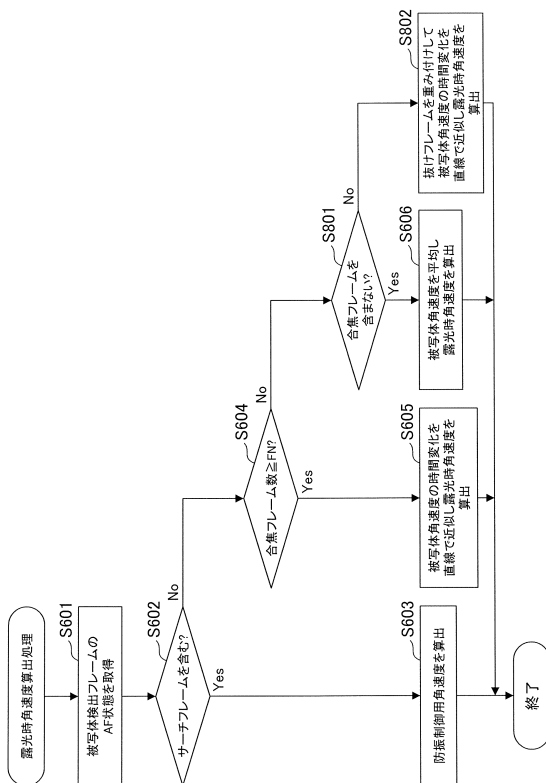 露光時角速度算出処理
S601
被写体検出フレームの
AF状態を取得
S602
サーチフレームを含む?
No
Yes
S603
防振制御用角速度を算出
S604
合焦フレーム数≧FN?
No
Yes
S605
被写体角速度の時間変化を
直線で近似し露光時角速度を
算出
S801
合焦フレームを
含まない?
No
Yes
S606
被写体角速度を平均し
露光時角速度を算出
S802
抜けフレームを重み付けして
被写体角速度の時間変化を
直線で近似し露光時角速度を
算出
終了